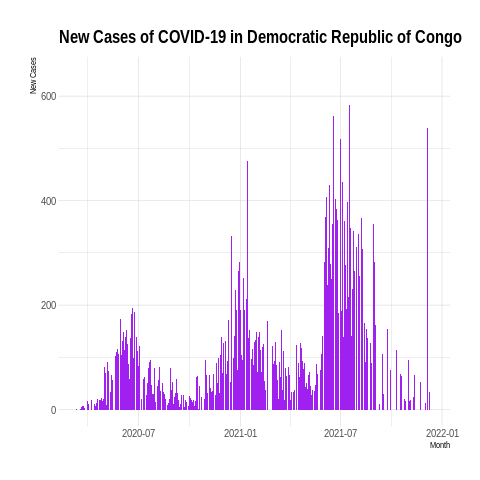 New Cases of COVID-19 in Democratic Republic of Congo
New Cases
600
400
200
0
2020-07
2021-01
2021-07
2022-01
Month